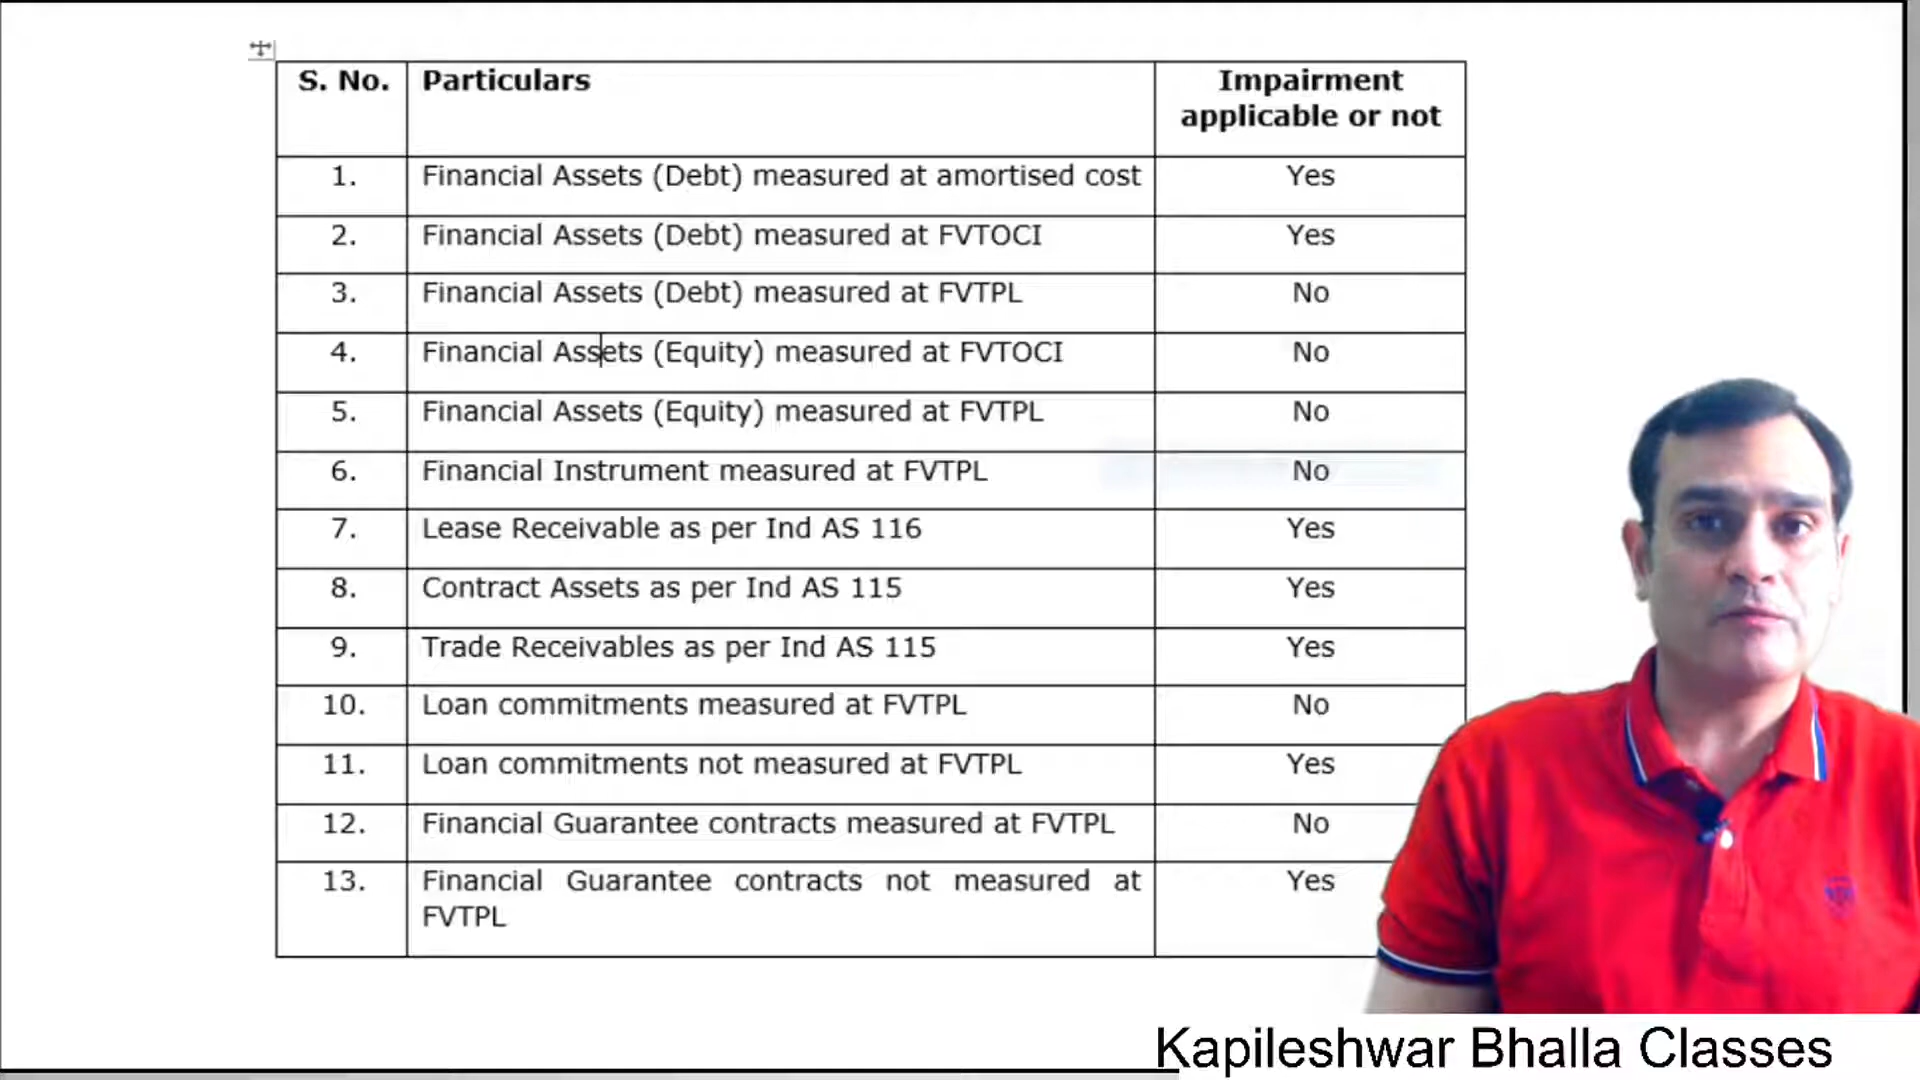 S. No. Particulars Impairment
applicable or not
1. Financial Assets (Debt) measured at amortised cost Yes
2. Financial Assets (Debt) measured at FVTOCI Yes
3. Financial Assets (Debt) measured at FVTPL No
4. Financial Assets (Equity) measured at FVTOCI No
5. Financial Assets (Equity) measured at FVTPL No
6. Financial Instrument measured at FVTPL No
7. Lease Receivable as per Ind AS 116 Yes
8. Contract Assets as per Ind AS 115 Yes
9. Trade Receivables as per Ind AS 115 Yes
10. Loan commitments measured at FVTPL No
11. Loan commitments not measured at FVTPL Yes
12. Financial Guarantee contracts measured at FVTPL No
13. Financial Guarantee contracts not measured at Yes
FVTPL
Kapileshwar Bhalla Classes